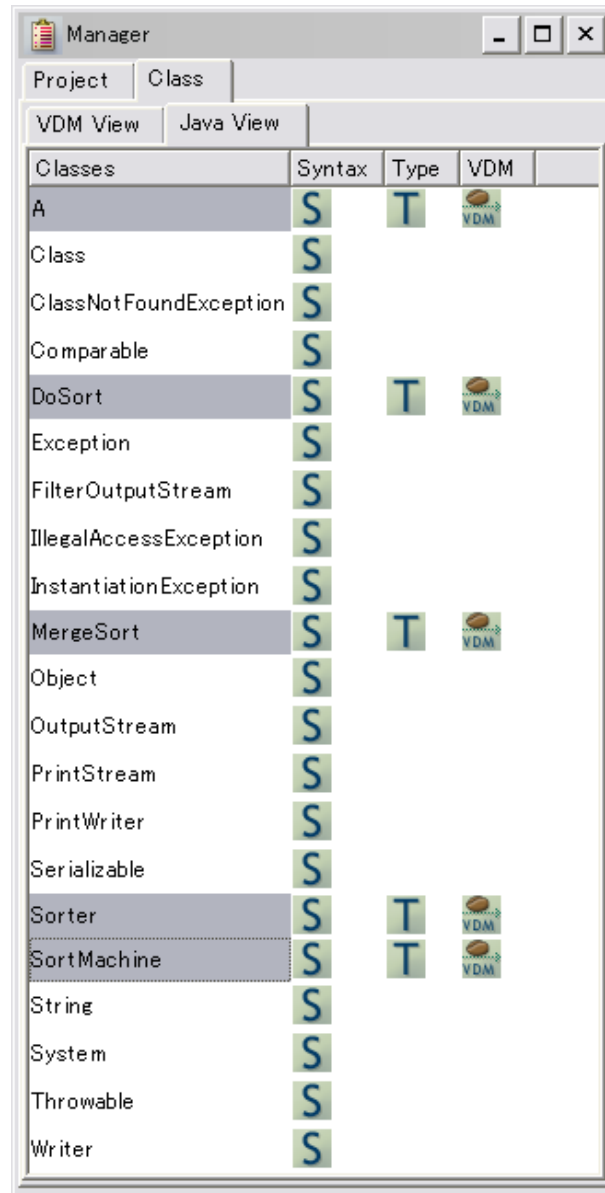 Manager
Project Class
VDM View Java View
Classes Syntax Type VDM
A S T VDM
Class S
ClassNotFoundException S
Comparable S
DoSort S T VDM
Exception S
FilterOutputStream S
IllegalAccessException S
InstantiationException S
MergeSort S T VDM
Object S
OutputStream S
PrintStream S
PrintWriter S
Serializable S
Sorter S T VDM
SortMachine S T VDM
String S
System S
Throwable S
Writer S